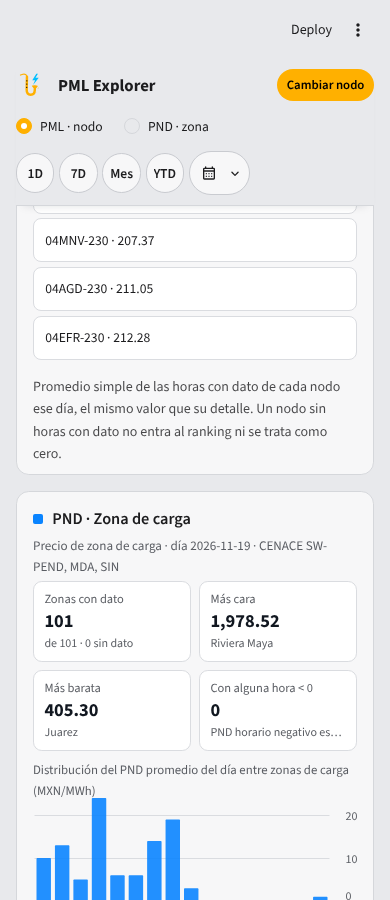 Deploy
PML Explorer
Cambiar nodo
PML · nodo
PND · zona
1D
7D
Mes
YTD
04MNV-230 · 207.37
04AGD-230 · 211.05
04EFR-230 · 212.28
Promedio simple de las horas con dato de cada nodo
ese día, el mismo valor que su detalle. Un nodo sin
horas con dato no entra al ranking ni se trata como
cero.
PND · Zona de carga
Precio de zona de carga · día 2026-11-19 · CENACE SW-
PEND, MDA, SIN
Zonas con dato
101
de 101 · 0 sin dato
Más cara
1,978.52
Riviera Maya
Más barata
405.30
Juarez
Con alguna hora < 0
0
PND horario negativo es…
Distribución del PND promedio del día entre zonas de carga
(MXN/MWh)
20
10
0